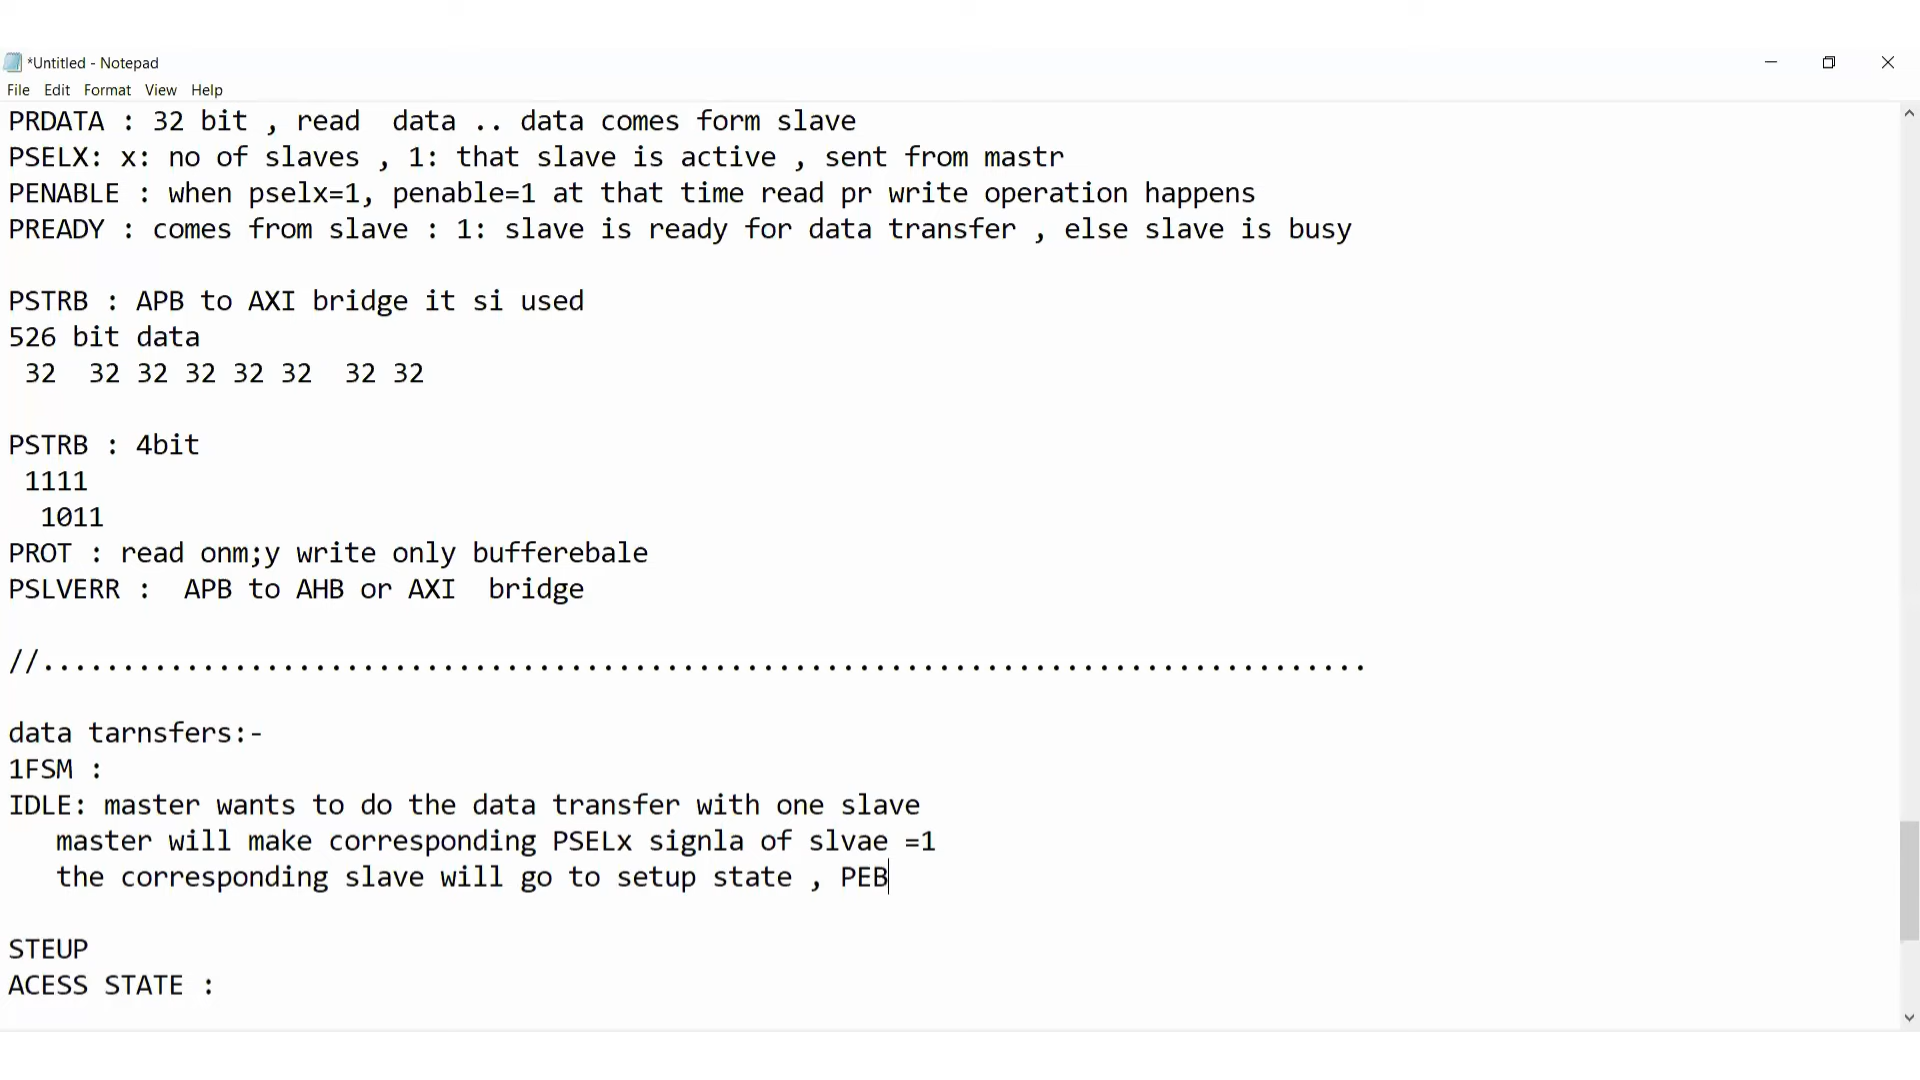 *Untitled - Notepad
File Edit Format View Help
PRDATA : 32 bit , read  data .. data comes form slave
PSELX: x: no of slaves , 1: that slave is active , sent from mastr
PENABLE : when pselx=1, penable=1 at that time read pr write operation happens
PREADY : comes from slave : 1: slave is ready for data transfer , else slave is busy
PSTRB : APB to AXI bridge it si used
526 bit data
32  32 32 32 32 32  32 32
PSTRB : 4bit
1111
1011
PROT : read onm;y write only bufferebale
PSLVERR :  APB to AHB or AXI  bridge
//...................................................................................
data tarnsfers:-
1FSM :
IDLE: master wants to do the data transfer with one slave
master will make corresponding PSELx signla of slvae =1
the corresponding slave will go to setup state , PEB
STEUP
ACESS STATE :